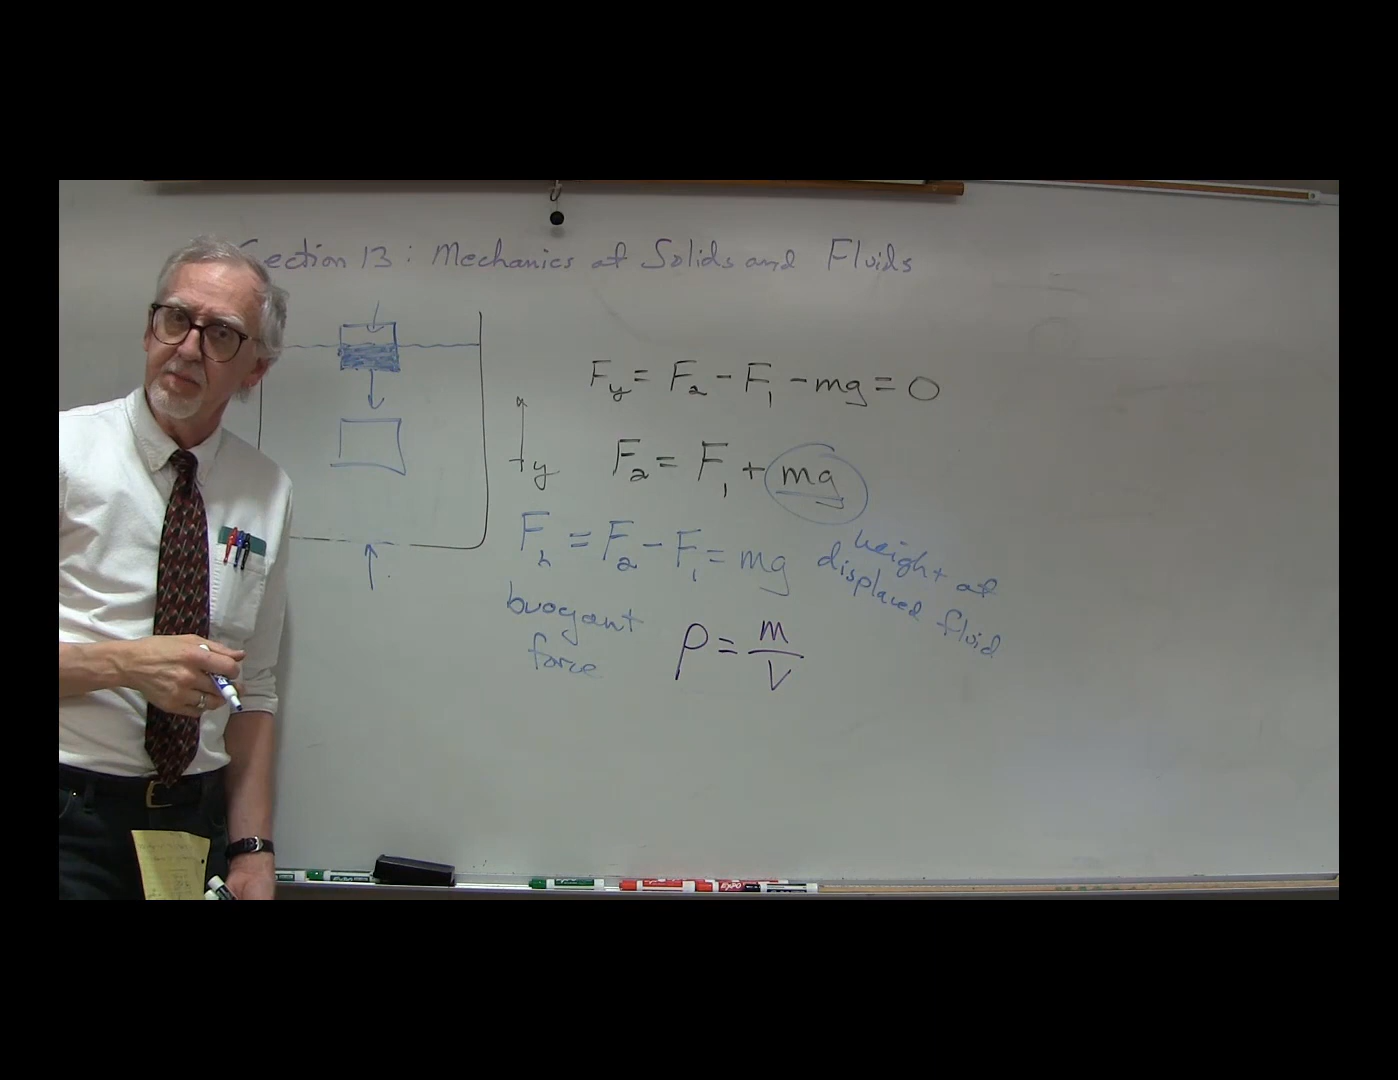 Section 13: Mechanics of Solids and Fluids
Fy = F2 - F1 - mg = 0
+y
F2 = F1 + mg
Fb = F2 - F1 = mg
weight of
displaced fluid
buoyant
force
ρ = m/V
EXPO